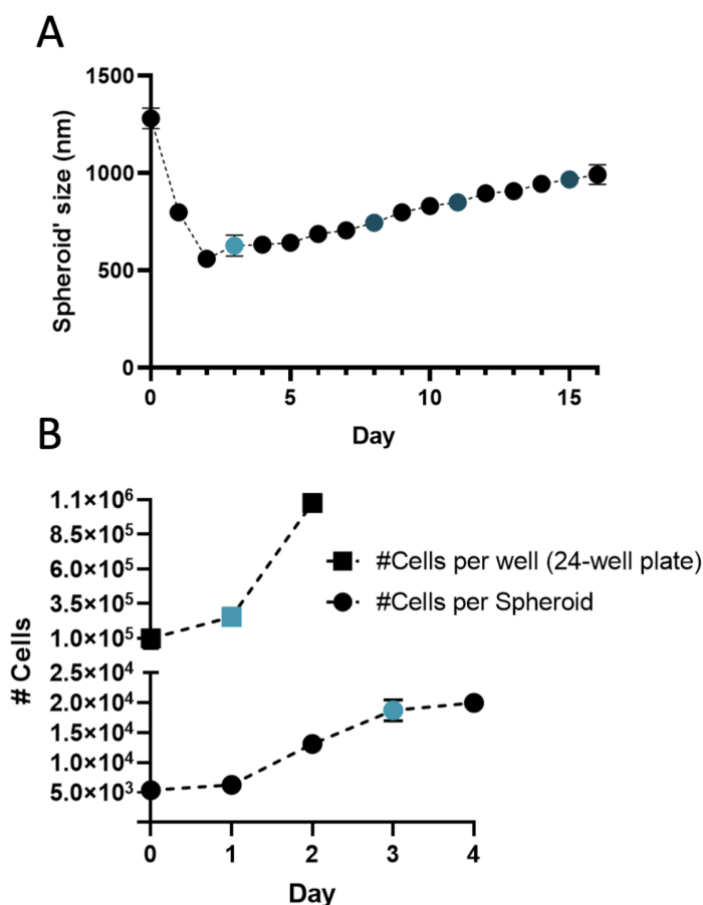 A
1500
1000
500
0
Spheroid' size (nm)
0 5 10 15
Day
B
1.1×10⁶
8.5×10⁵
6.0×10⁵
3.5×10⁵
1.0×10⁵
2.5×10⁴
2.0×10⁴
1.5×10⁴
1.0×10⁴
5.0×10³
# Cells
#Cells per well (24-well plate)
#Cells per Spheroid
0 1 2 3 4
Day